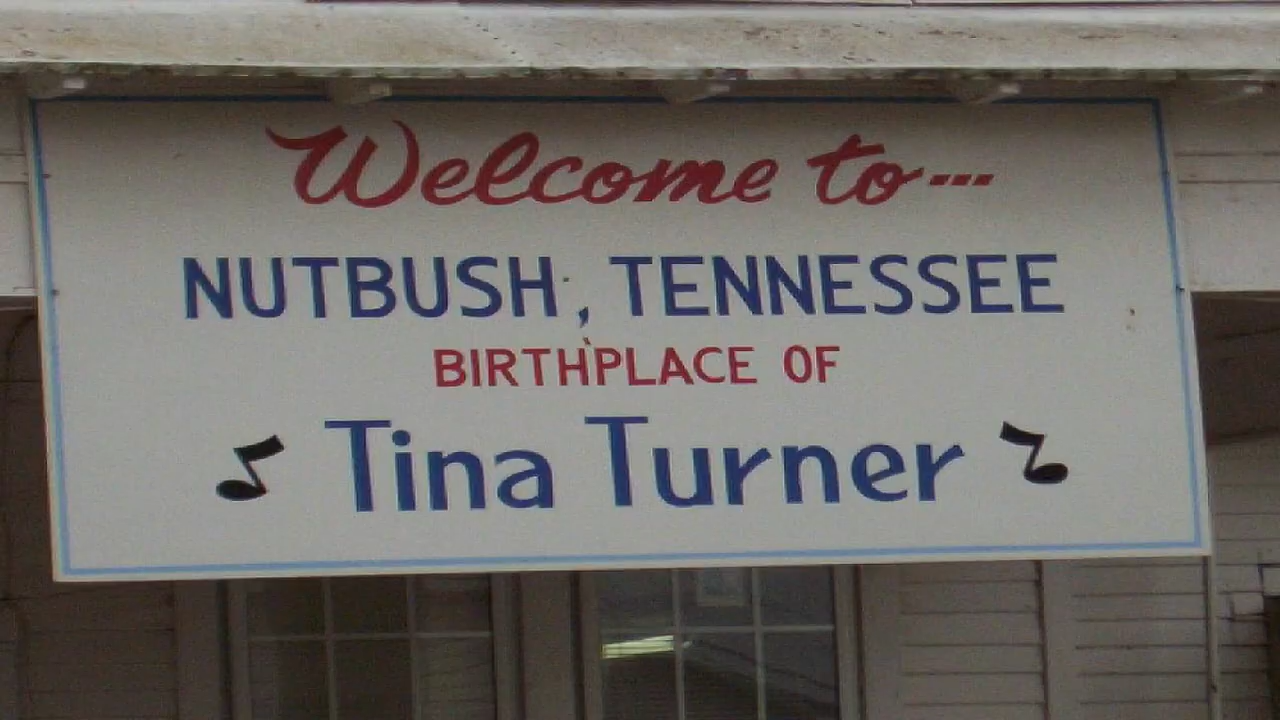 Welcome to---
NUTBUSH, TENNESSEE
BIRTHPLACE OF
Tina Turner